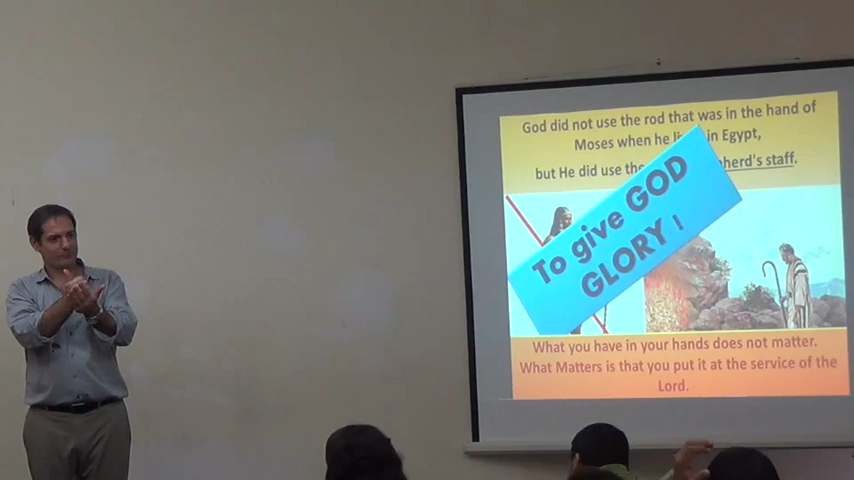 God did not use the rod that was in the hand of
Moses when he in Egypt,
but He did use staff.
To give GOD
GLORY !
What you have in your hands does not matter.
What Matters is that you put it at the service of the
Lord.